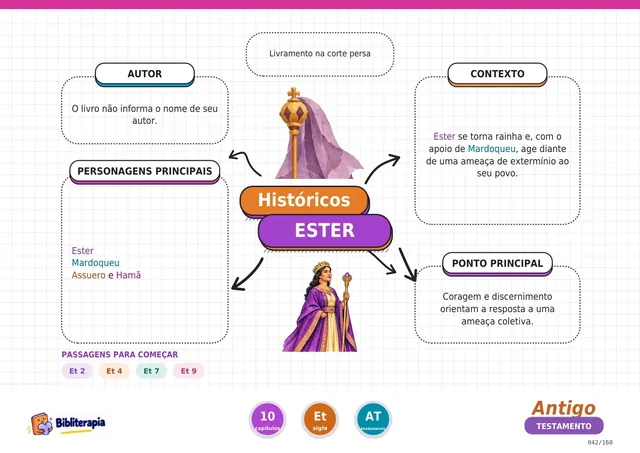 Livramento na corte persa
AUTOR
O livro não informa o nome de seu
autor.
CONTEXTO
Ester se torna rainha e, com o
apoio de Mardoqueu, age diante
de uma ameaça de extermínio ao
seu povo.
PERSONAGENS PRINCIPAIS
Ester
Mardoqueu
Assuero e Hamã
Históricos
ESTER
PONTO PRINCIPAL
Coragem e discernimento
orientam a resposta a uma
ameaça coletiva.
PASSAGENS PARA COMEÇAR
Et 2
Et 4
Et 7
Et 9
Bibliterapia
10
capítulos
Et
sigla
AT
testamento
Antigo
TESTAMENTO
042/160